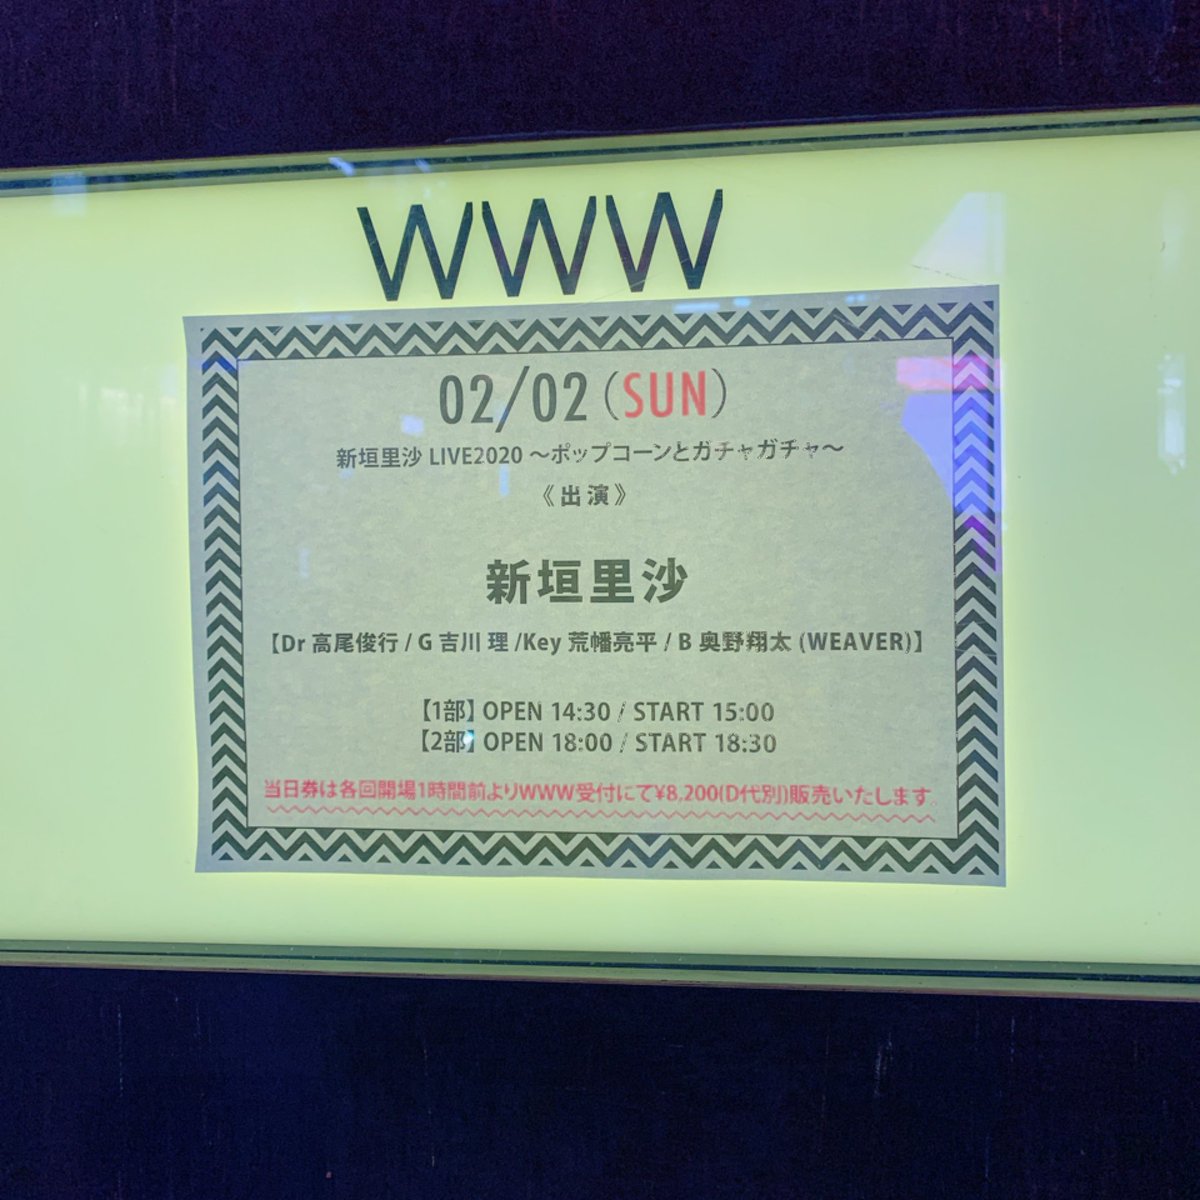 WWW
02/02（SUN）
新垣里沙 LIVE2020 ～ポップコーンとガチャガチャ～
《 出 演 》
新垣里沙
【Dr 高尾俊行 / G 吉川 理 /Key 荒幡亮平 / B 奥野翔太 (WEAVER)】
【1部】 OPEN 14:30 / START 15:00
【2部】 OPEN 18:00 / START 18:30
当日券は各回開場1時間前よりWWW受付にて¥8,200(D代別)販売いたします。